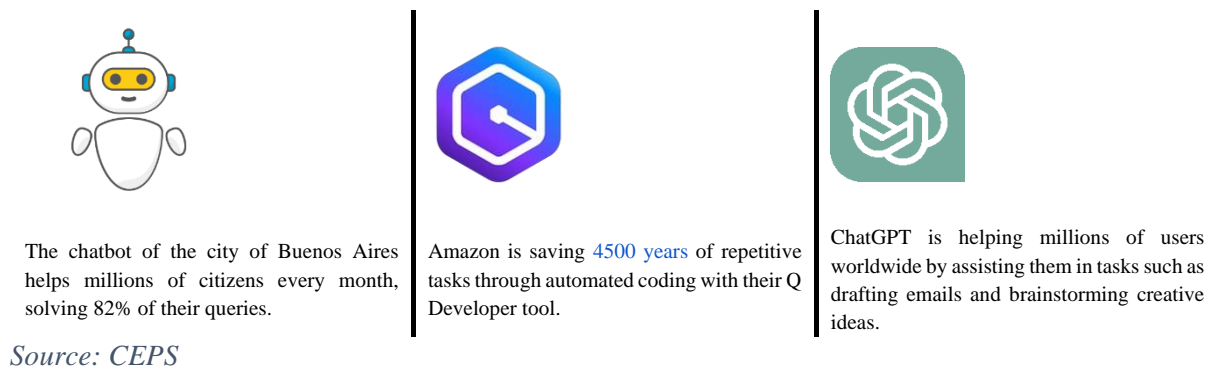 The chatbot of the city of Buenos Aires
helps millions of citizens every month,
solving 82% of their queries.
Amazon is saving 4500 years of repetitive
tasks through automated coding with their Q
Developer tool.
ChatGPT is helping millions of users
worldwide by assisting them in tasks such as
drafting emails and brainstorming creative
ideas.
Source: CEPS